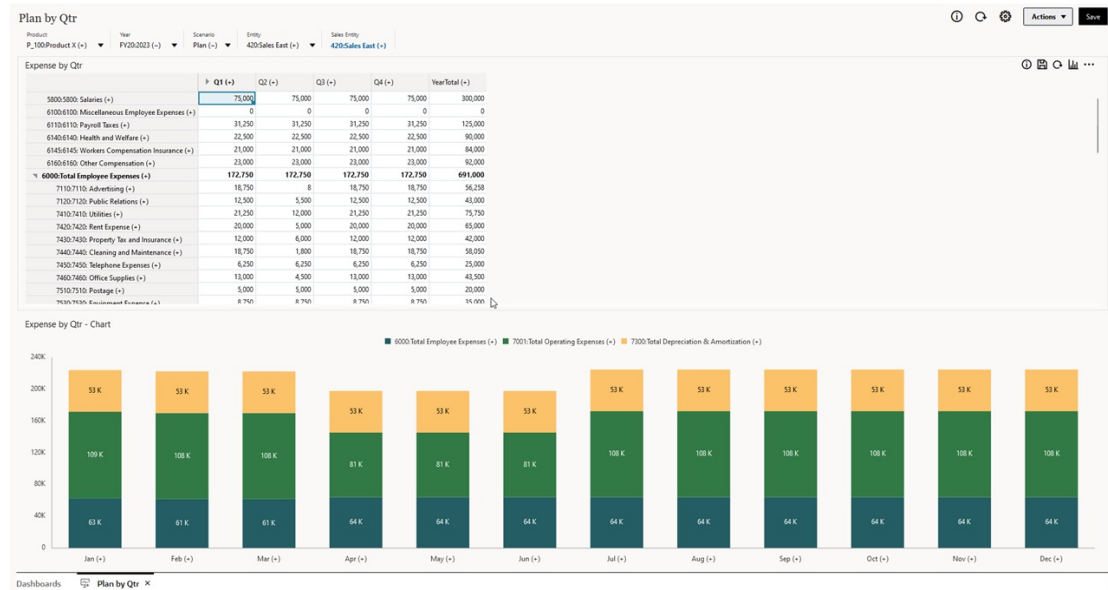 Plan by Qtr
Actions ▼ Save
Product Year Scenario Entity Sales Entity
P_100:Product X (+) ▼ FY20:2023 (~) ▼ Plan (~) ▼ 420:Sales East (+) ▼ 420:Sales East (+)
Expense by Qtr
Q1 (+) Q2 (+) Q3 (+) Q4 (+) YearTotal (+)
5800:5800: Salaries (+) 75,000 75,000 75,000 75,000 300,000
6100:6100: Miscellaneous Employee Expenses (+) 0 0 0 0 0
6110:6110: Payroll Taxes (+) 31,250 31,250 31,250 31,250 125,000
6140:6140: Health and Welfare (+) 22,500 22,500 22,500 22,500 90,000
6145:6145: Workers Compensation Insurance (+) 21,000 21,000 21,000 21,000 84,000
6160:6160: Other Compensation (+) 23,000 23,000 23,000 23,000 92,000
6000:Total Employee Expenses (+) 172,750 172,750 172,750 172,750 691,000
7110:7110: Advertising (+) 18,750 8 18,750 18,750 56,258
7120:7120: Public Relations (+) 12,500 5,500 12,500 12,500 43,000
7410:7410: Utilities (+) 21,250 12,000 21,250 21,250 75,750
7420:7420: Rent Expense (+) 20,000 5,000 20,000 20,000 65,000
7430:7430: Property Tax and Insurance (+) 12,000 6,000 12,000 12,000 42,000
7440:7440: Cleaning and Maintenance (+) 18,750 1,800 18,750 18,750 58,050
7450:7450: Telephone Expenses (+) 6,250 6,250 6,250 6,250 25,000
7460:7460: Office Supplies (+) 13,000 4,500 13,000 13,000 43,500
7510:7510: Postage (+) 5,000 5,000 5,000 5,000 20,000
7530:7530: Equipment Expense (+) 8,750 8,750 8,750 8,750 35,000
Expense by Qtr - Chart
6000:Total Employee Expenses (+) 7001:Total Operating Expenses (+) 7300:Total Depreciation & Amortization (+)
240K
200K
160K
120K
80K
40K
0
53 K 53 K 53 K 53 K 53 K 53 K 53 K 53 K 53 K 53 K 53 K 53 K
109 K 108 K 108 K 81 K 81 K 81 K 108 K 108 K 108 K 108 K 108 K 108 K
63 K 61 K 61 K 64 K 64 K 64 K 64 K 64 K 64 K 64 K 64 K 64 K
Jan (+) Feb (+) Mar (+) Apr (+) May (+) Jun (+) Jul (+) Aug (+) Sep (+) Oct (+) Nov (+) Dec (+)
Dashboards Plan by Qtr ×